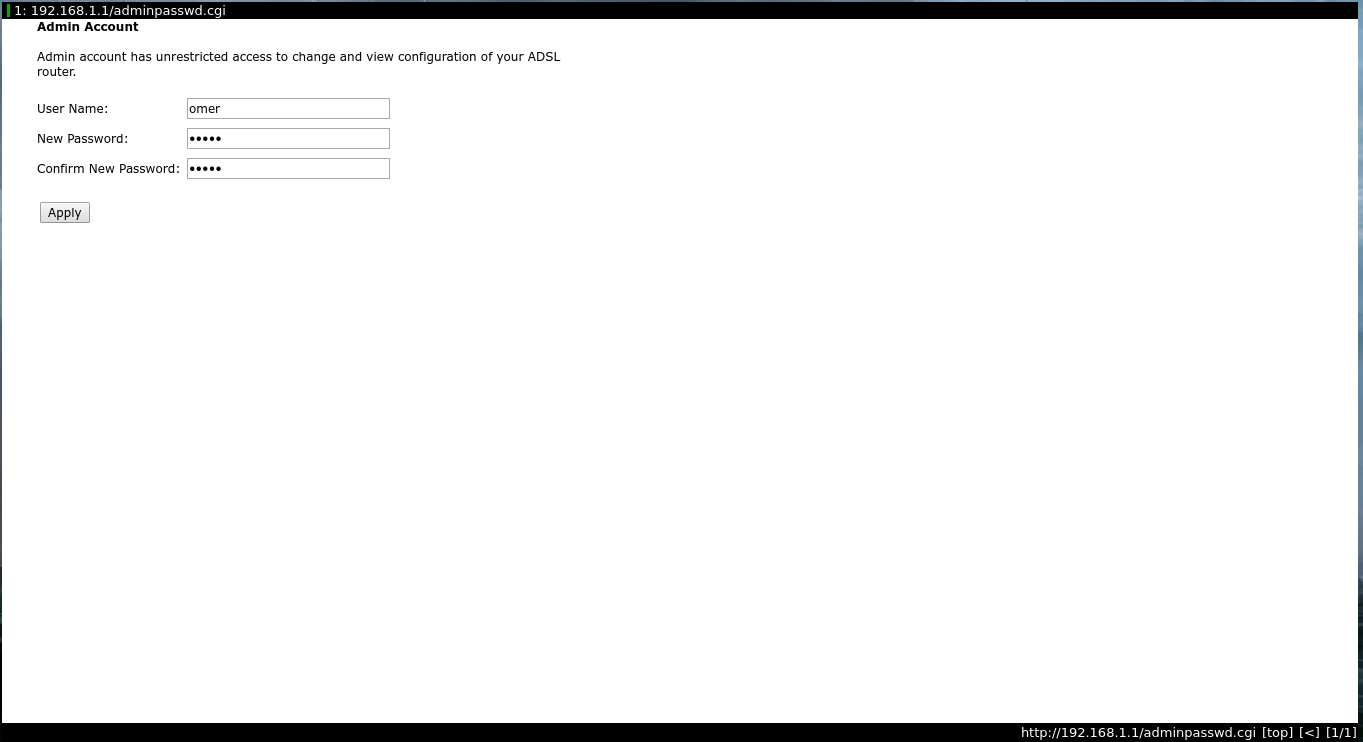 1: 192.168.1.1/adminpasswd.cgi
Admin Account
Admin account has unrestricted access to change and view configuration of your ADSL
router.
User Name: omer
New Password: •••••
Confirm New Password: •••••
Apply
http://192.168.1.1/adminpasswd.cgi [top] [<] [1/1]